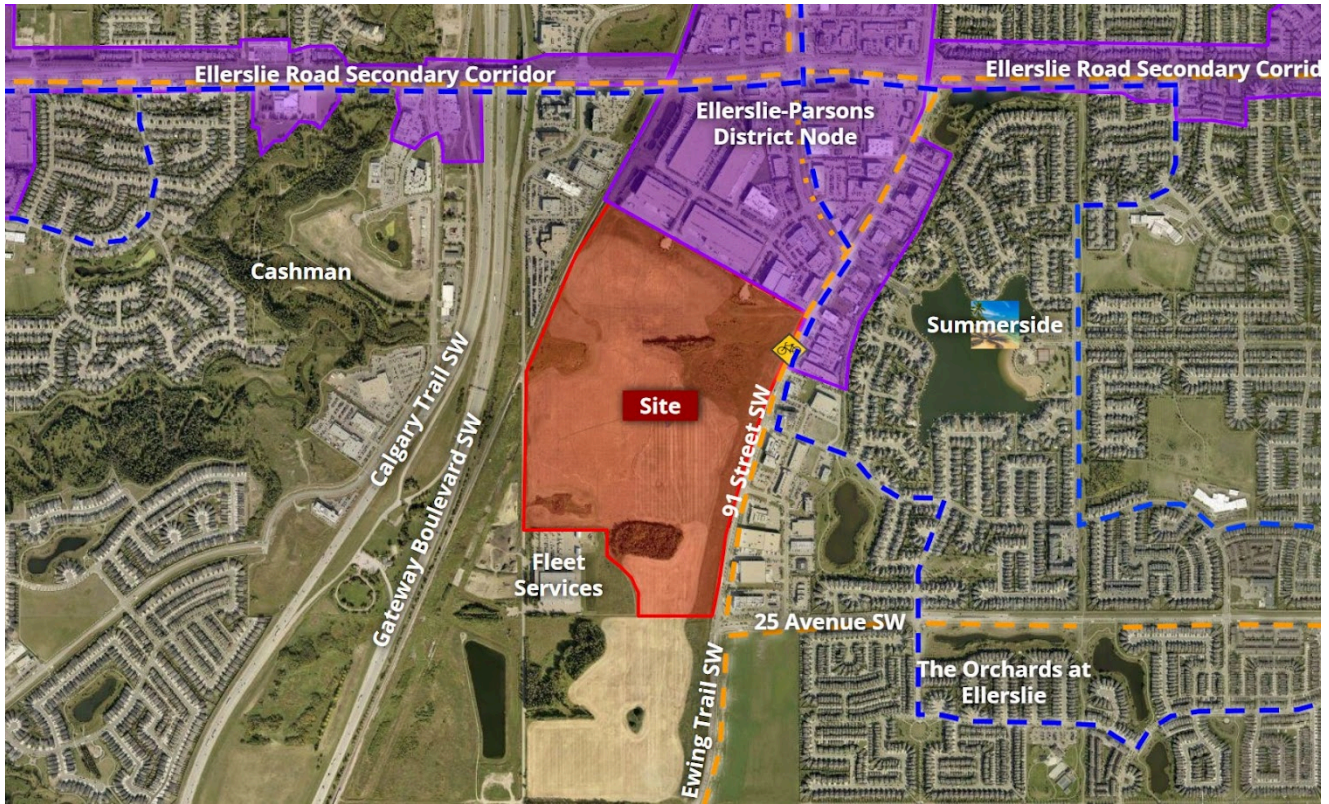 Ellerslie Road Secondary Corridor
Ellerslie Road Secondary Corrid
Ellerslie-Parsons
District Node
Cashman
Summerside
Calgary Trail SW
Site
91 Street SW
Gateway Boulevard SW
Fleet
Services
25 Avenue SW
Ewing Trail SW
The Orchards at
Ellerslie